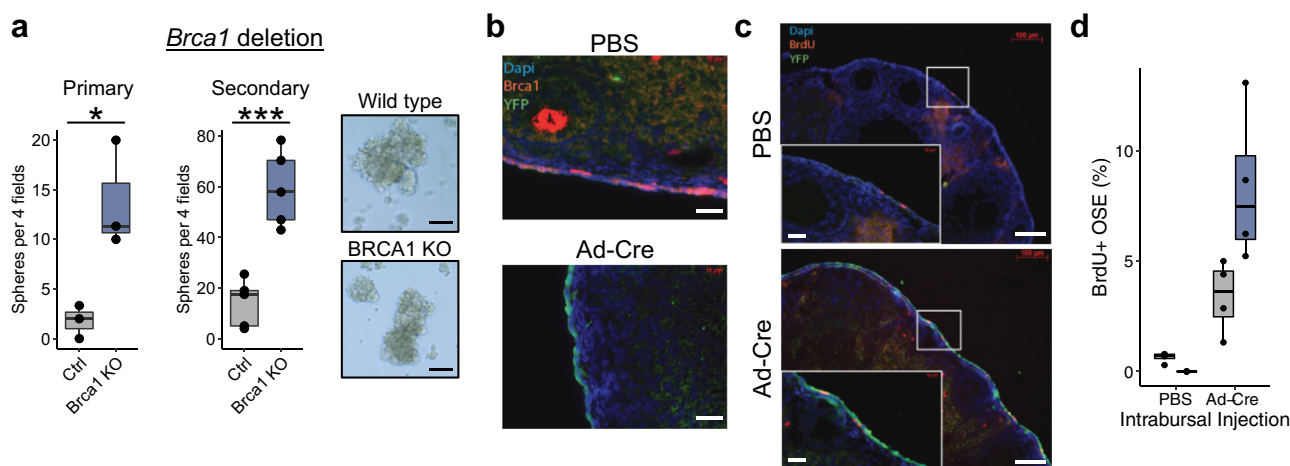 a
Brca1 deletion
Primary
Secondary
*
***
Spheres per 4 fields
20
15
10
5
0
Ctrl
Brca1 KO
Spheres per 4 fields
80
60
40
20
0
Ctrl
Brca1 KO
Wild type
BRCA1 KO
b
PBS
Dapi
Brca1
YFP
Ad-Cre
c
PBS
Dapi
BrdU
YFP
100 µm
Ad-Cre
100 µm
d
BrdU+ OSE (%)
10
5
0
PBS
Ad-Cre
Intrabursal Injection